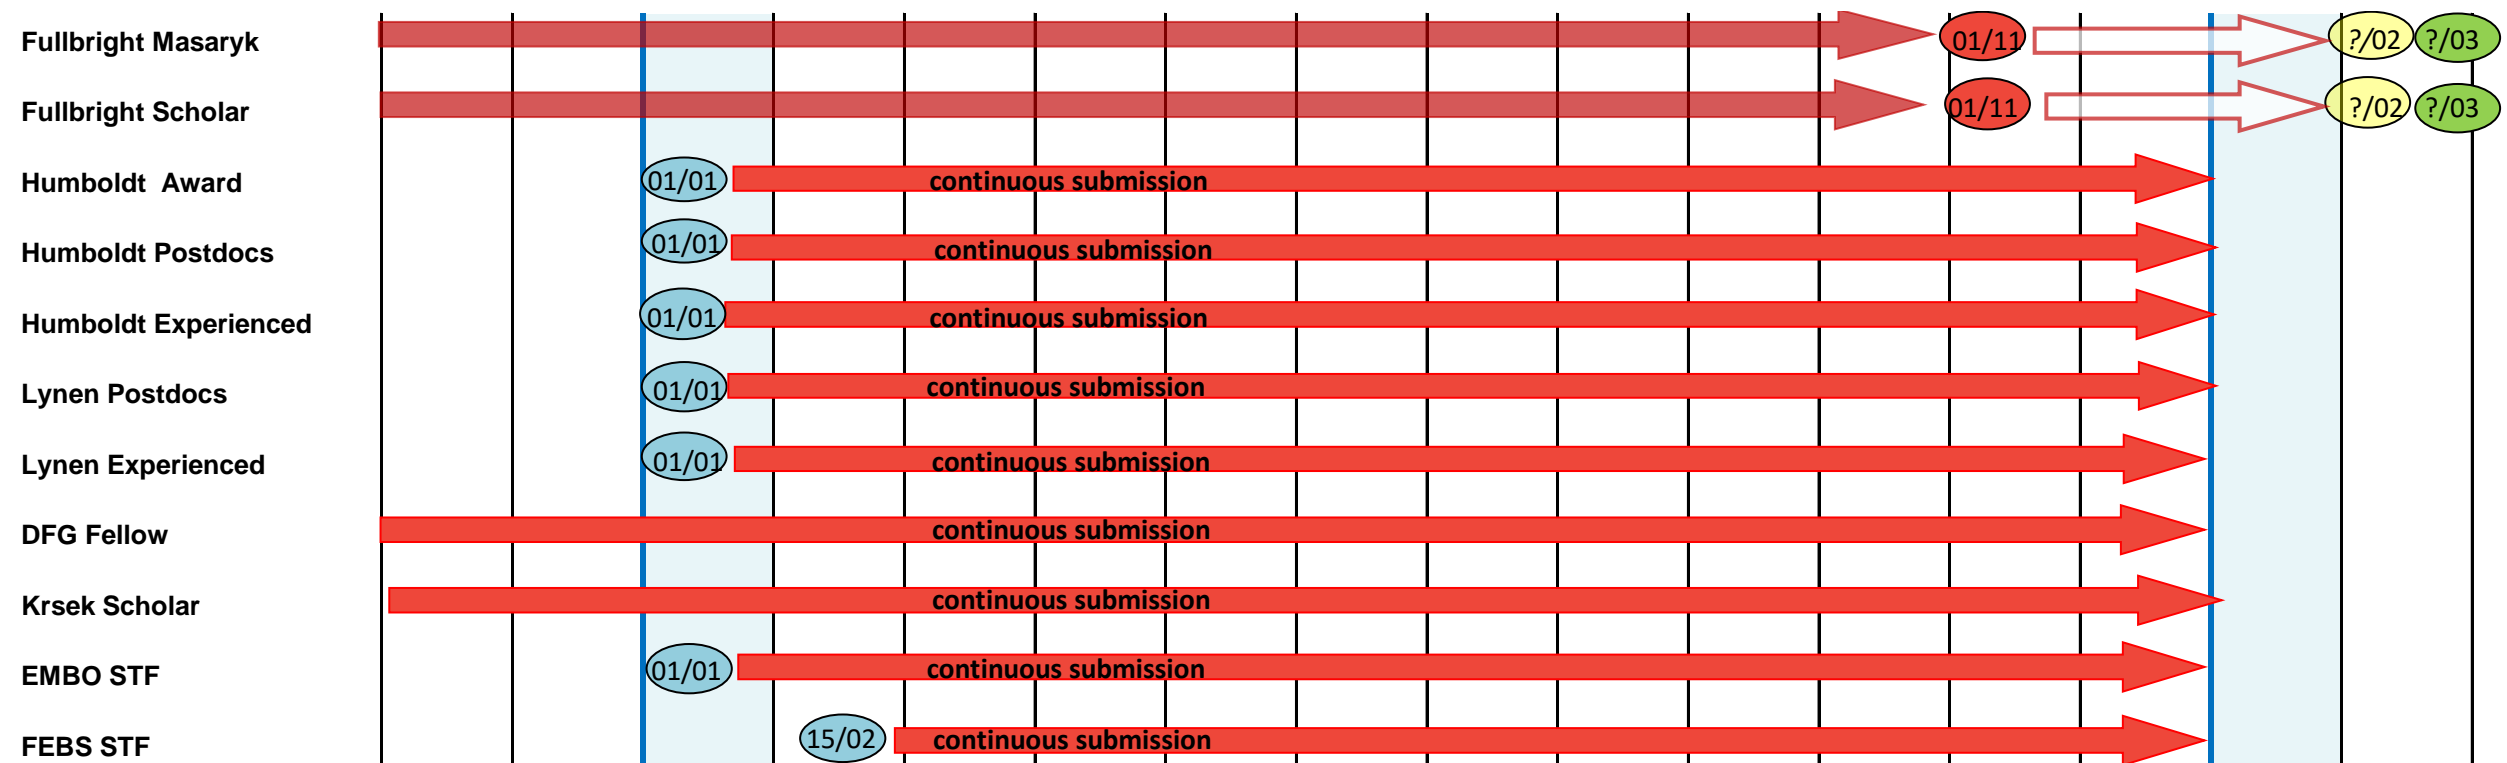 Fullbright Masaryk 01/11 ?/02 ?/03
Fullbright Scholar 01/11 ?/02 ?/03
Humboldt Award 01/01 continuous submission
Humboldt Postdocs 01/01 continuous submission
Humboldt Experienced 01/01 continuous submission
Lynen Postdocs 01/01 continuous submission
Lynen Experienced 01/01 continuous submission
DFG Fellow continuous submission
Krsek Scholar continuous submission
EMBO STF 01/01 continuous submission
FEBS STF 15/02 continuous submission